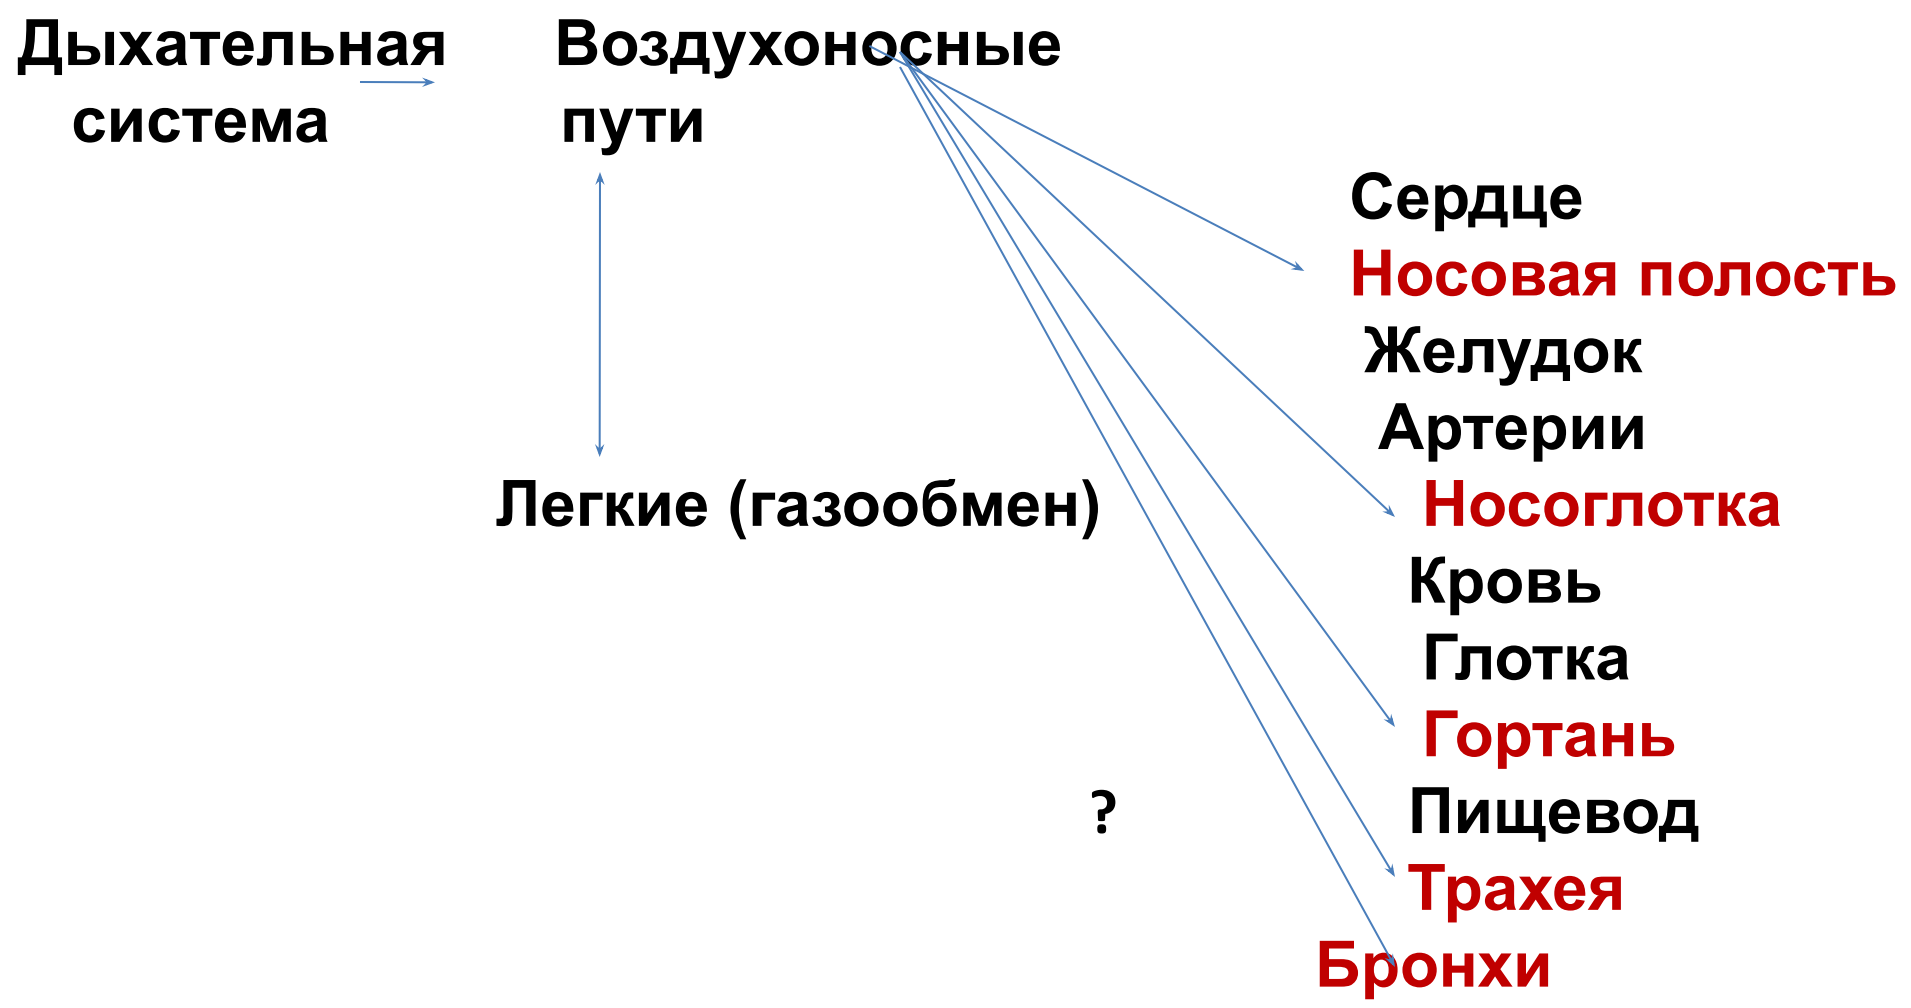 Дыхательная Воздухоносные
система пути
Сердце
Носовая полость
Желудок
Артерии
Легкие (газообмен) Носоглотка
Кровь
Глотка
Гортань
? Пищевод
Трахея
Бронхи